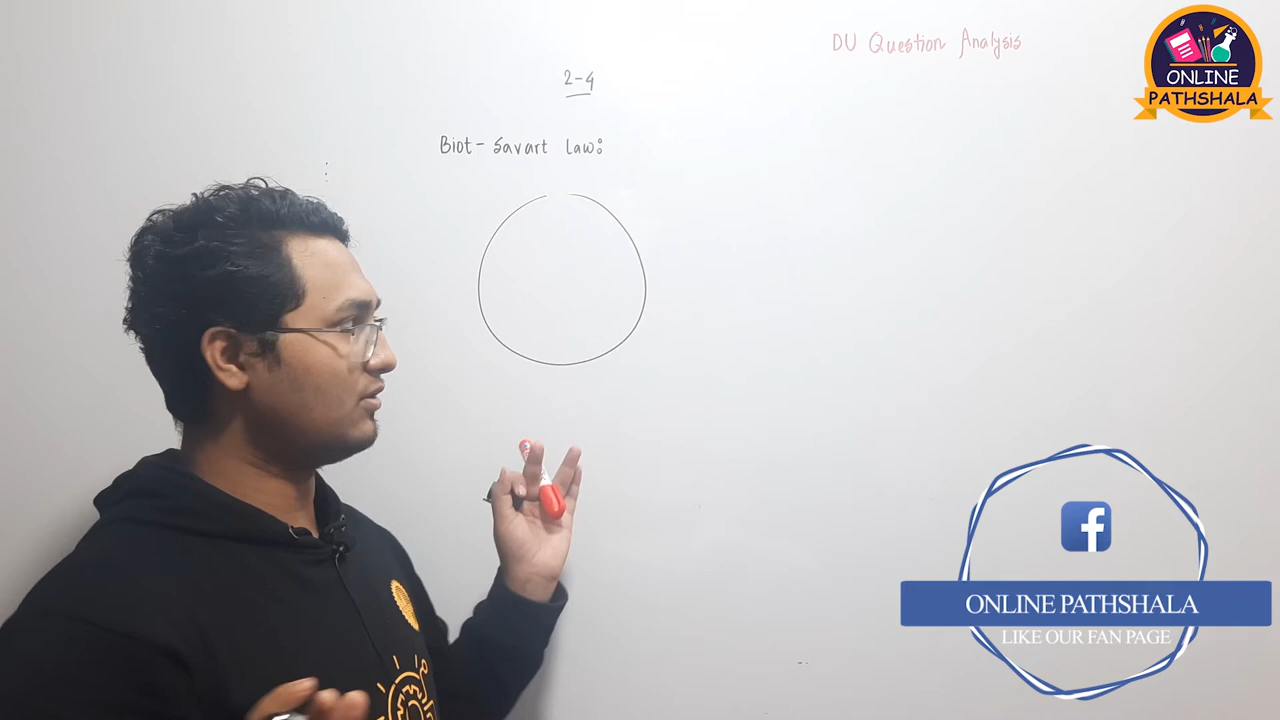 DU Question Analysis
2-4
Biot-Savart law:
ONLINE
PATHSHALA
ONLINE PATHSHALA
LIKE OUR FAN PAGE